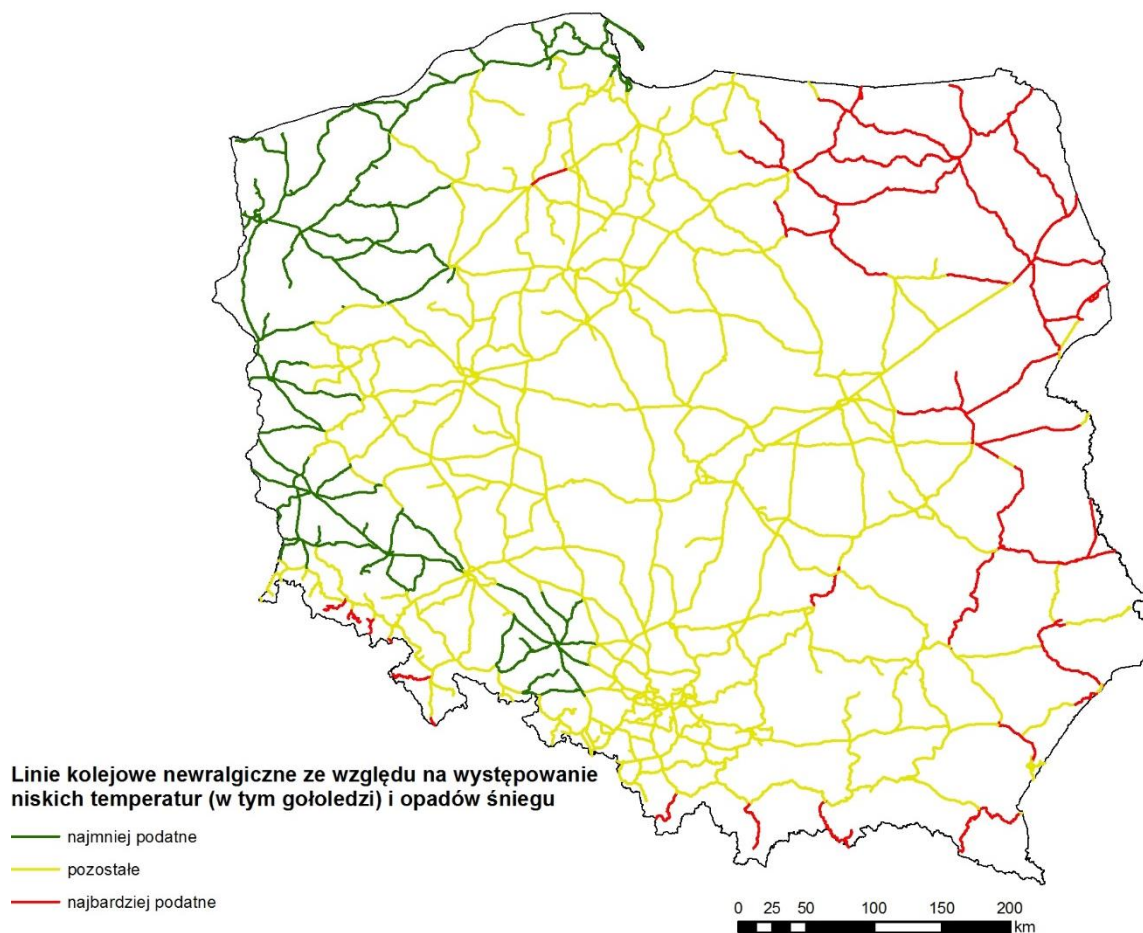 Linie kolejowe newralgiczne ze względu na występowanie
niskich temperatur (w tym gołoledzi) i opadów śniegu
najmniej podatne
pozostałe
najbardziej podatne
0 25 50 100 150 200
km